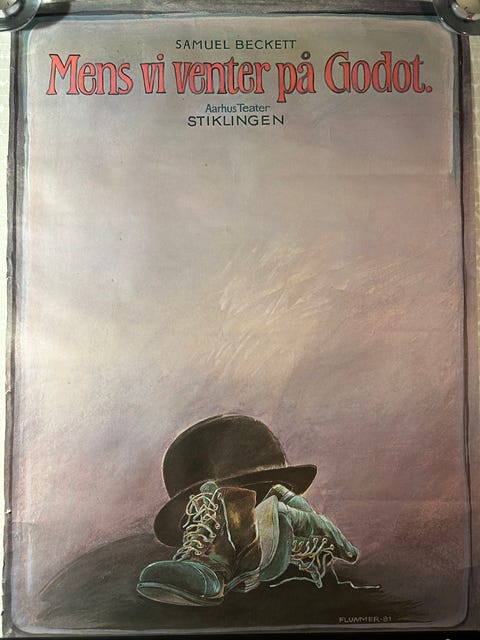 SAMUEL BECKETT
Mens vi venter på Godot.
Aarhus Teater
STIKLINGEN
FLUMMER-81